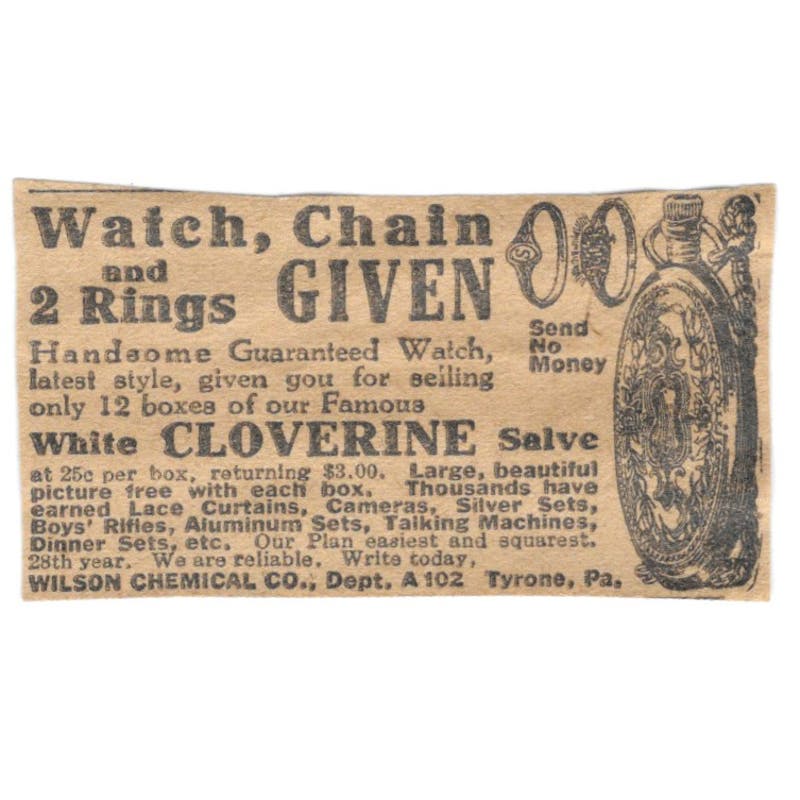 Watch, Chain
and
2 Rings GIVEN
Send
No
Money
Handsome Guaranteed Watch,
latest style, given you for selling
only 12 boxes of our Famous
White CLOVERINE Salve
at 25c per box, returning $3.00. Large, beautiful
picture free with each box. Thousands have
earned Lace Curtains, Cameras, Silver Sets,
Boys' Rifles, Aluminum Sets, Talking Machines,
Dinner Sets, etc. Our Plan easiest and squarest.
28th year. We are reliable. Write today,
WILSON CHEMICAL CO., Dept. A102 Tyrone, Pa.